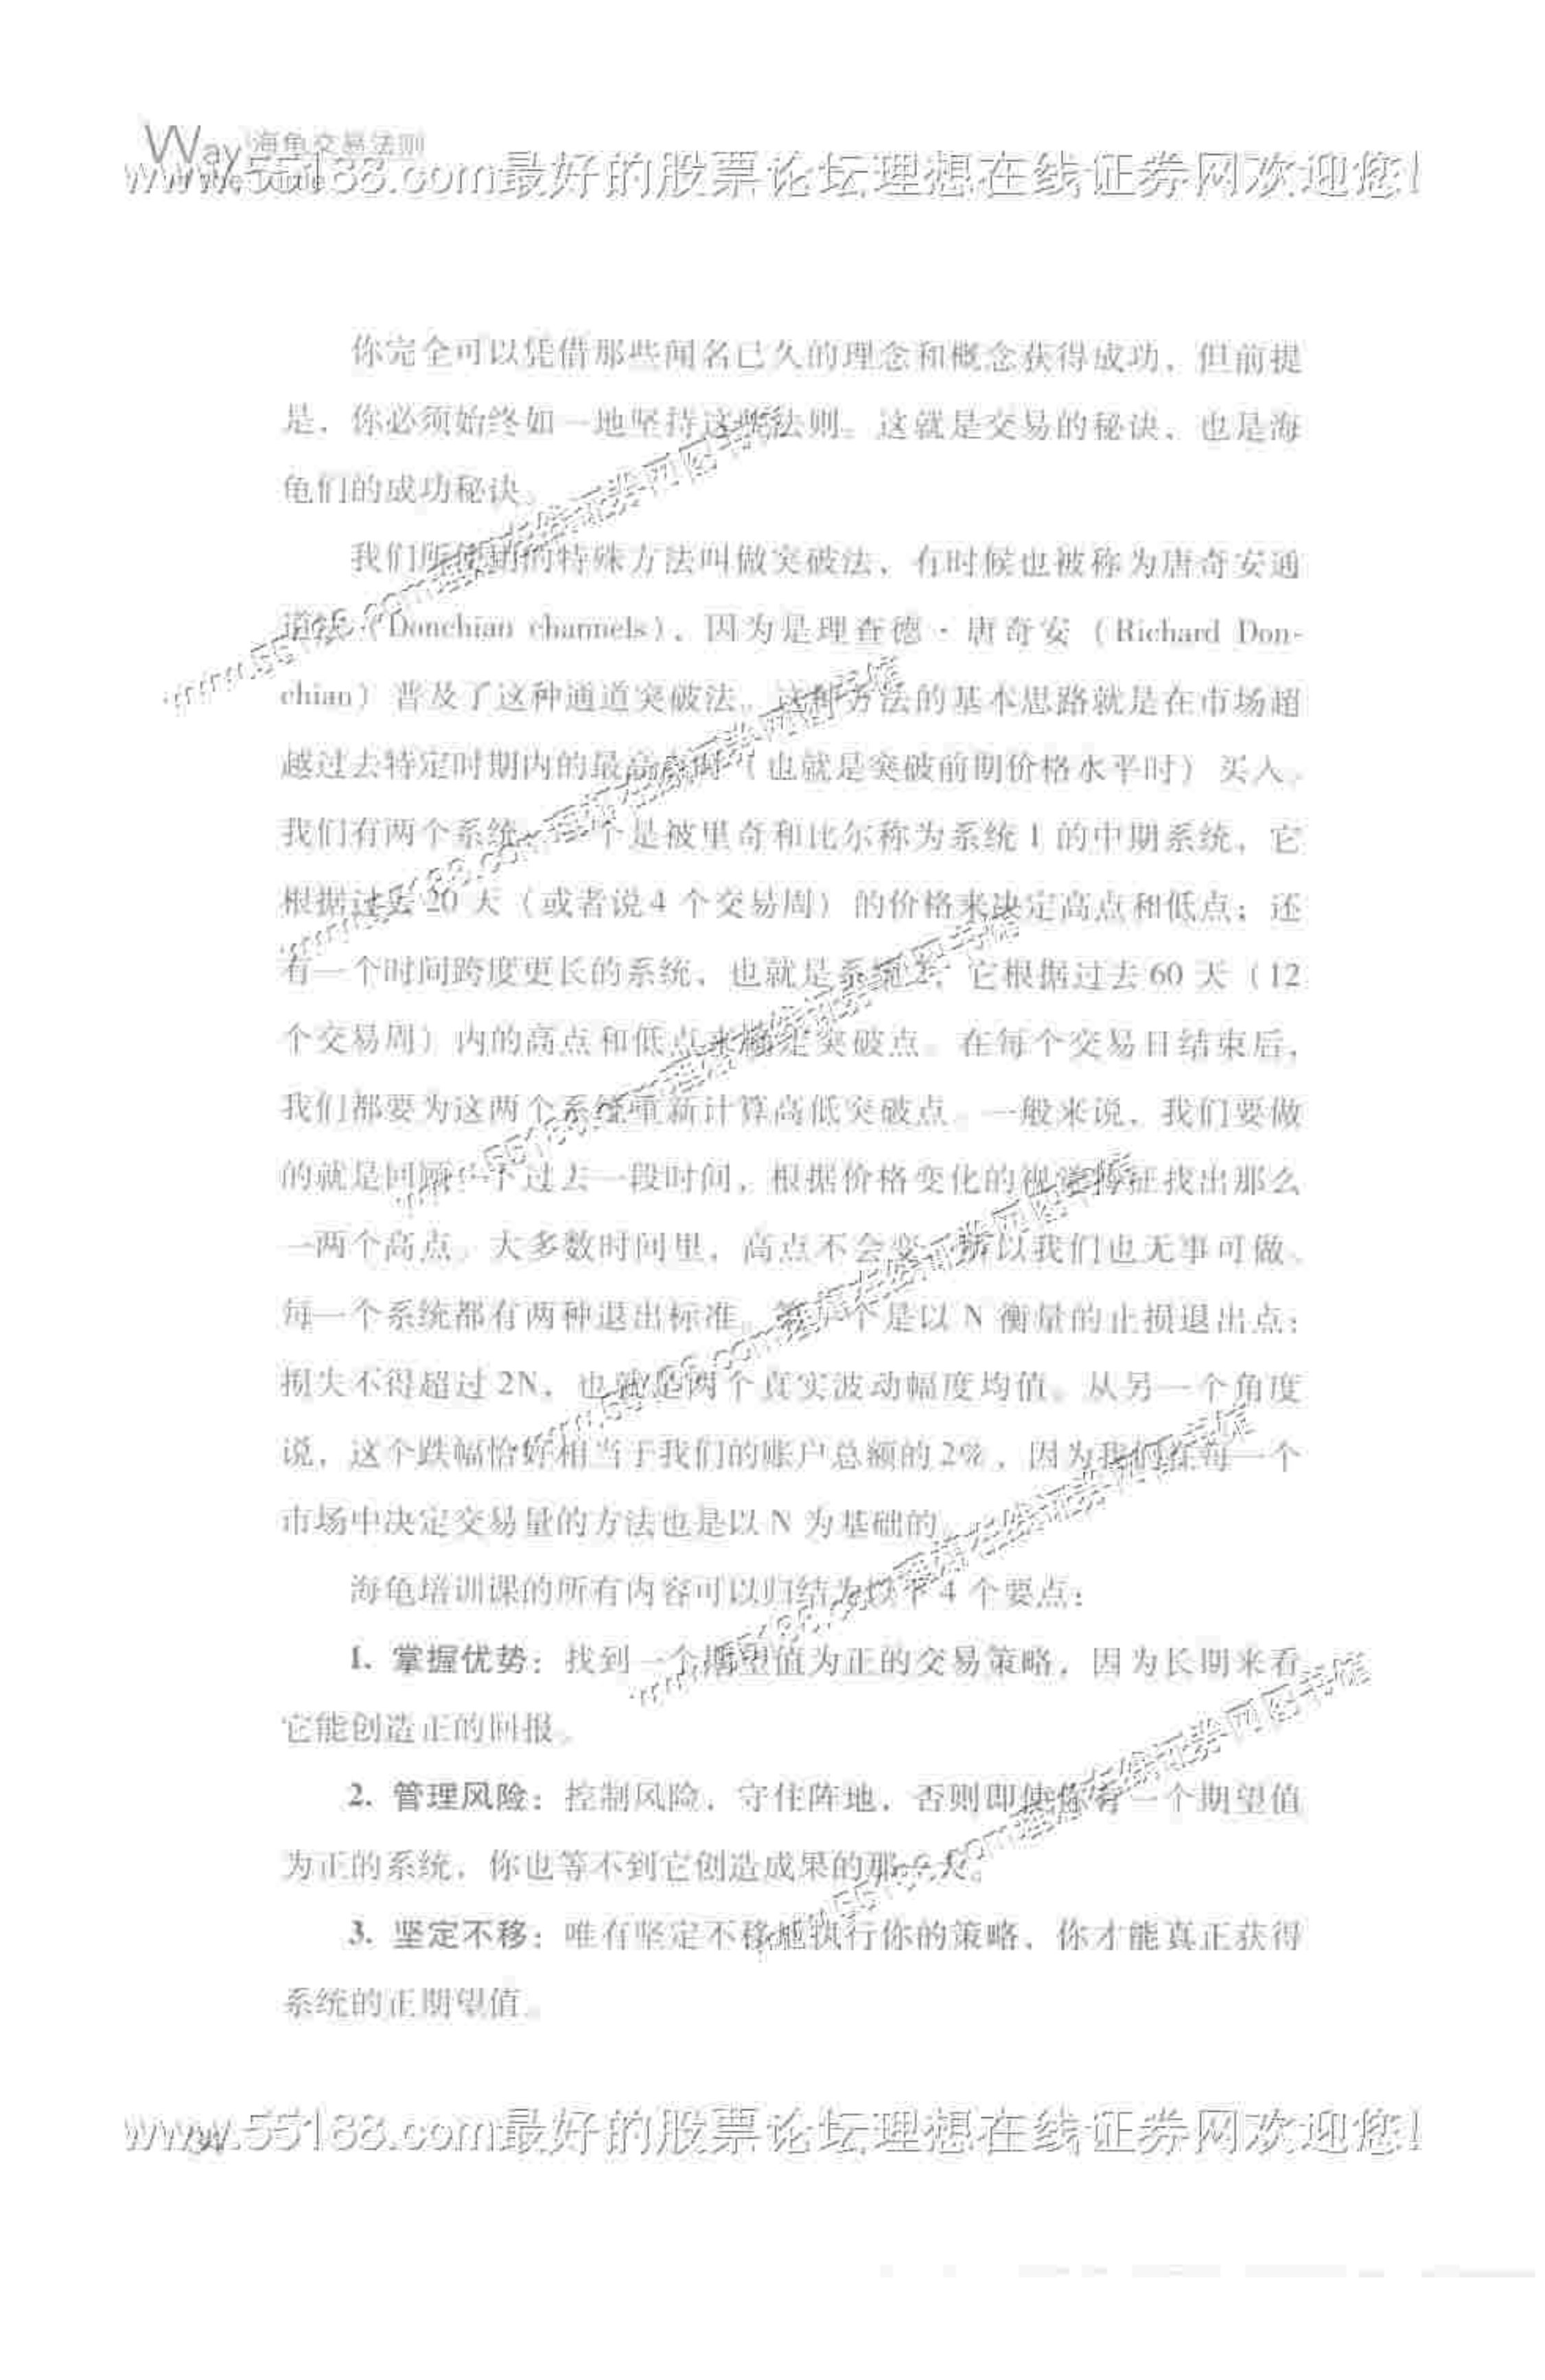 Way 海龟交易法则
www.55188.com最好的股票论坛理想在线证券网欢迎您!
你完全可以凭借那些闻名已久的理念和概念获得成功，但前提
是，你必须始终如一地坚持这些法则。这就是交易的秘诀，也是海
龟们的成功秘诀。
我们所使用的特殊方法叫做突破法，有时候也被称为唐奇安通
道法（Donchian channels），因为是理查德·唐奇安（Richard Don-
chian）普及了这种通道突破法。这种方法的基本思路就是在市场超
越过去特定时期内的最高点时（也就是突破前期价格水平时）买入。
我们有两个系统，一个是被里奇和比尔称为系统1的中期系统，它
根据过去20天（或者说4个交易周）的价格来决定高点和低点；还
有一个时间跨度更长的系统，也就是系统2，它根据过去60天（12
个交易周）内的高点和低点来确定突破点。在每个交易日结束后，
我们都要为这两个系统重新计算高低突破点。一般来说，我们要做
的就是回顾一下过去一段时间，根据价格变化的视觉特征找出那么
一两个高点。大多数时间里，高点不会变，所以我们也无事可做。
每一个系统都有两种退出标准。第一个是以N衡量的止损退出点：
损失不得超过2N，也就是两个真实波动幅度均值。从另一个角度
说，这个跌幅恰好相当于我们的账户总额的2%，因为我们在每一个
市场中决定交易量的方法也是以N为基础的。
海龟培训课的所有内容可以归结为以下4个要点：
1. 掌握优势：找到一个期望值为正的交易策略，因为长期来看
它能创造正的回报。
2. 管理风险：控制风险，守住阵地，否则即使你有一个期望值
为正的系统，你也等不到它创造成果的那一天。
3. 坚定不移：唯有坚定不移地执行你的策略，你才能真正获得
系统的正期望值。
www.55188.com最好的股票论坛理想在线证券网欢迎您!